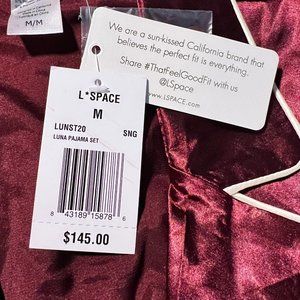 M/M
We are a sun-kissed California brand that
believes the perfect fit is everything.
Share #ThatFeelGoodFit with us
@LSpace
www.LSPACE.com
L*SPACE
M
LUNST20 SNG
LUNA PAJAMA SET
8 43189 15878 6
$145.00